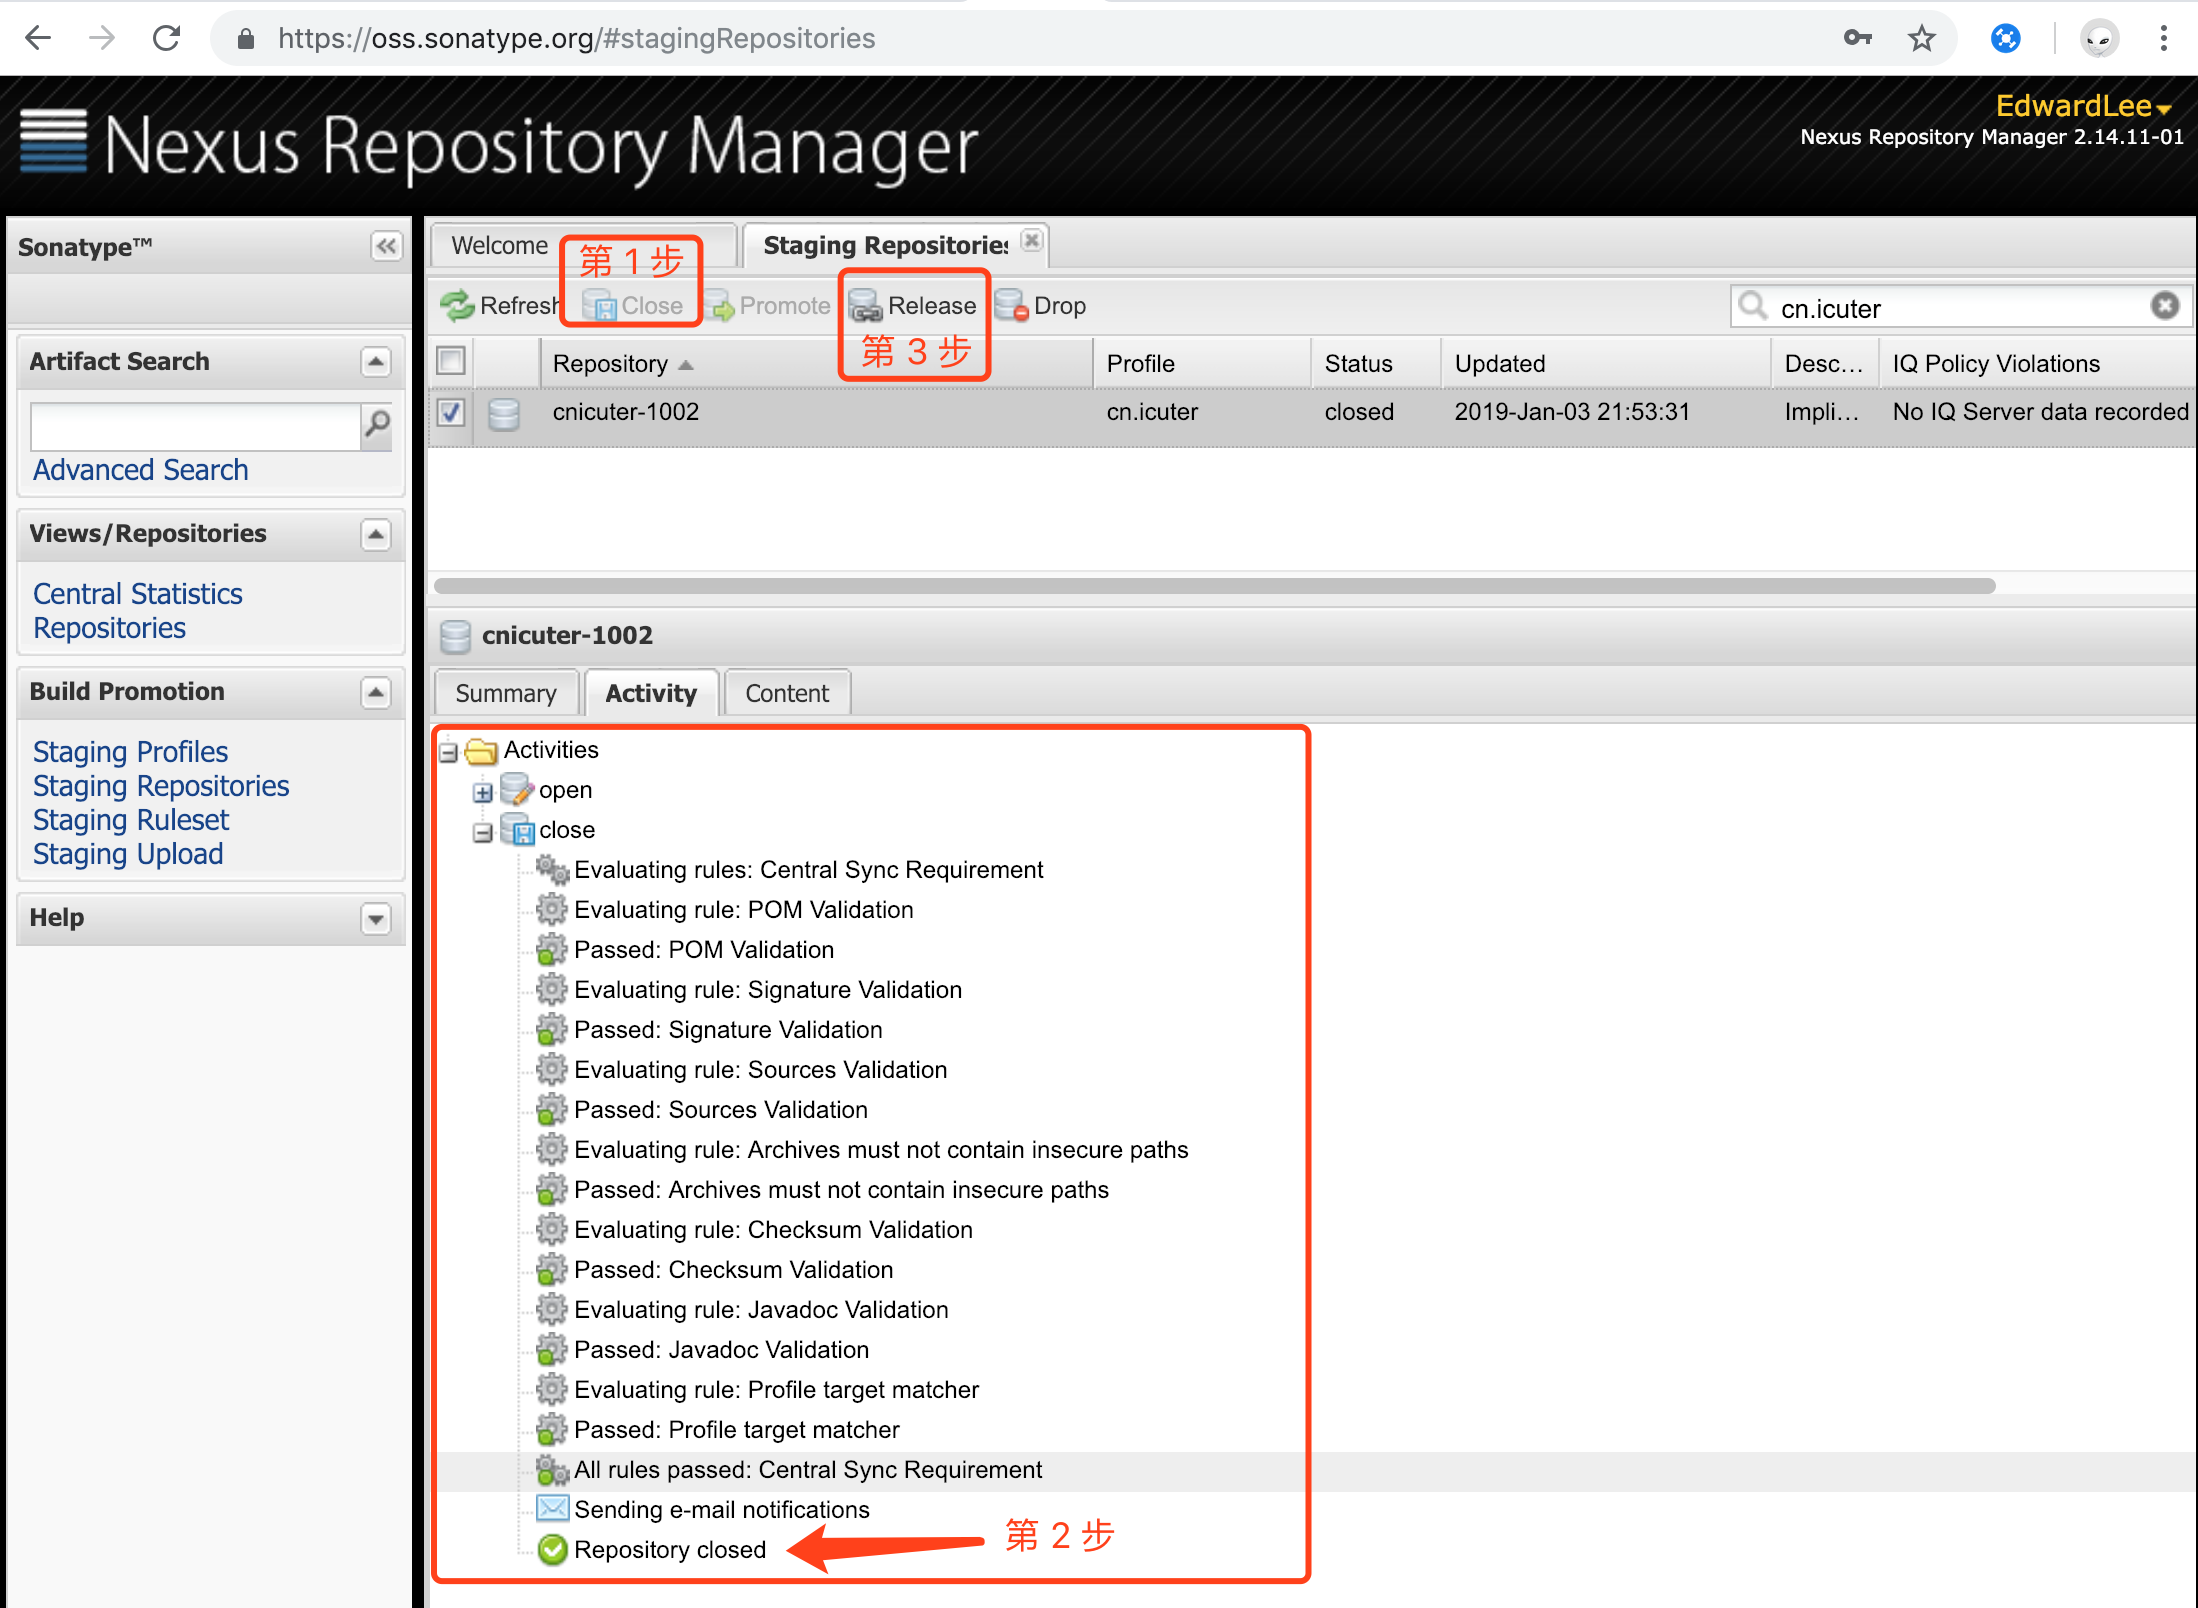 https://oss.sonatype.org/#stagingRepositories
Nexus Repository Manager
EdwardLee
Nexus Repository Manager 2.14.11-01
Sonatype™
Artifact Search
Advanced Search
Views/Repositories
Central Statistics
Repositories
Build Promotion
Staging Profiles
Staging Repositories
Staging Ruleset
Staging Upload
Help
Welcome
Staging Repositories
第 1 步
Refresh Close Promote Release Drop
cn.icuter
第 3 步
Repository Profile Status Updated Desc... IQ Policy Violations
cnicuter-1002 cn.icuter closed 2019-Jan-03 21:53:31 Impli... No IQ Server data recorded
cnicuter-1002
Summary Activity Content
Activities
open
close
Evaluating rules: Central Sync Requirement
Evaluating rule: POM Validation
Passed: POM Validation
Evaluating rule: Signature Validation
Passed: Signature Validation
Evaluating rule: Sources Validation
Passed: Sources Validation
Evaluating rule: Archives must not contain insecure paths
Passed: Archives must not contain insecure paths
Evaluating rule: Checksum Validation
Passed: Checksum Validation
Evaluating rule: Javadoc Validation
Passed: Javadoc Validation
Evaluating rule: Profile target matcher
Passed: Profile target matcher
All rules passed: Central Sync Requirement
Sending e-mail notifications
Repository closed
第 2 步